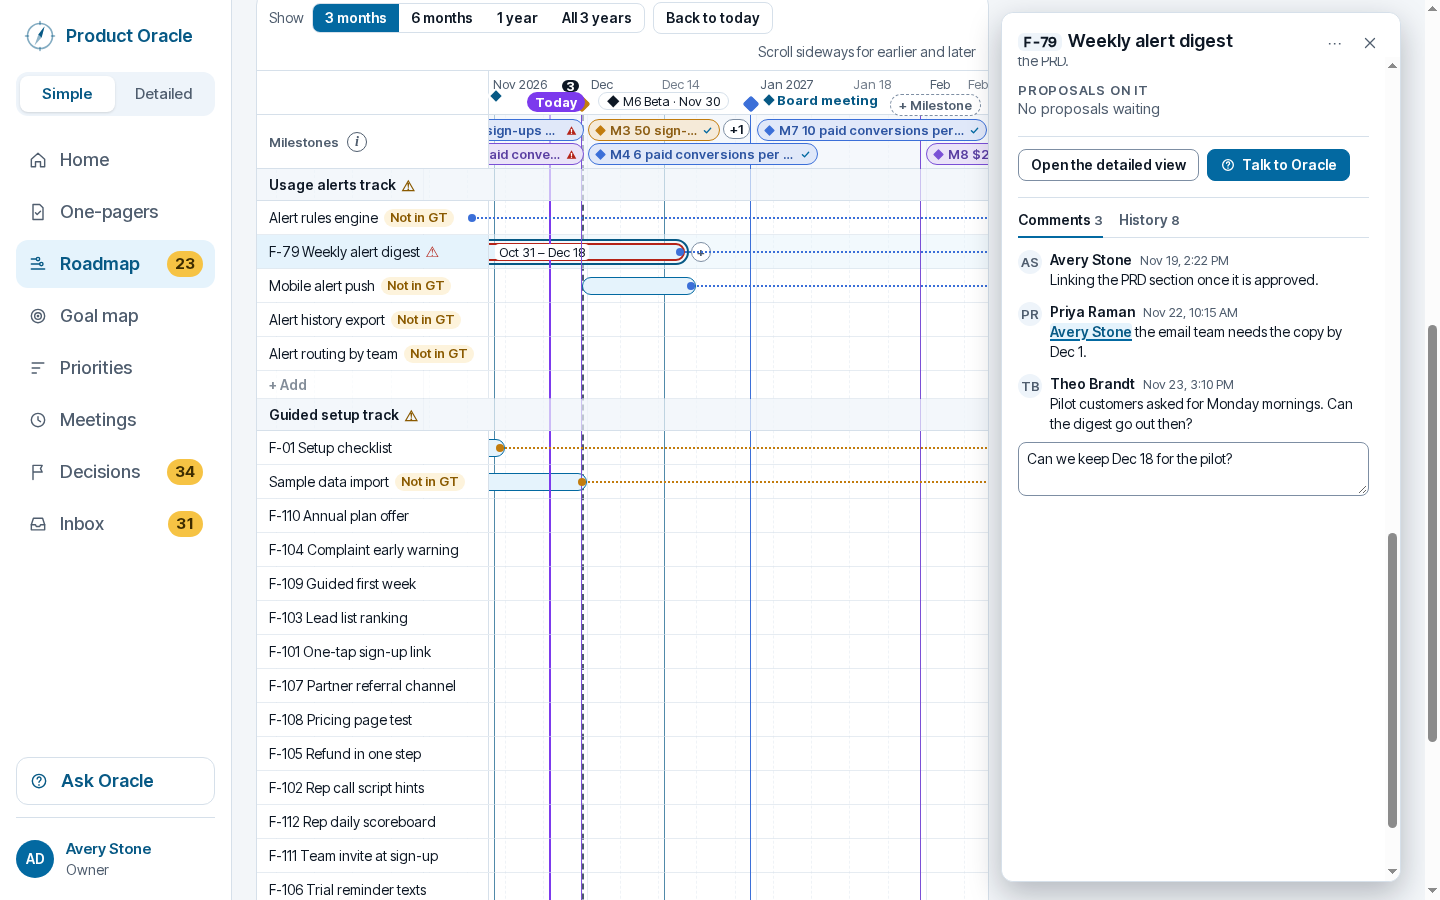 Product Oracle
Simple
Detailed
Home
One-pagers
Roadmap 23
Goal map
Priorities
Meetings
Decisions 34
Inbox 31
Ask Oracle
AD
Avery Stone
Owner
Show
3 months
6 months
1 year
All 3 years
Back to today
Scroll sideways for earlier and later
Nov 2026
3
Dec
Dec 14
Jan 2027
Jan 18
Feb
Feb
Today
M6 Beta · Nov 30
Board meeting
+ Milestone
Milestones i
sign-ups ...
M3 50 sign-...
+1
M7 10 paid conversions per...
aid conve...
M4 6 paid conversions per ...
M8 $2
Usage alerts track
Alert rules engine Not in GT
F-79 Weekly alert digest
Oct 31 – Dec 18
+
Mobile alert push Not in GT
Alert history export Not in GT
Alert routing by team Not in GT
+ Add
Guided setup track
F-01 Setup checklist
Sample data import Not in GT
F-110 Annual plan offer
F-104 Complaint early warning
F-109 Guided first week
F-103 Lead list ranking
F-101 One-tap sign-up link
F-107 Partner referral channel
F-108 Pricing page test
F-105 Refund in one step
F-102 Rep call script hints
F-112 Rep daily scoreboard
F-111 Team invite at sign-up
F-106 Trial reminder texts
F-79 Weekly alert digest
the PRD.
PROPOSALS ON IT
No proposals waiting
Open the detailed view
Talk to Oracle
Comments 3
History 8
AS Avery Stone Nov 19, 2:22 PM
Linking the PRD section once it is approved.
PR Priya Raman Nov 22, 10:15 AM
Avery Stone the email team needs the copy by
Dec 1.
TB Theo Brandt Nov 23, 3:10 PM
Pilot customers asked for Monday mornings. Can
the digest go out then?
Can we keep Dec 18 for the pilot?